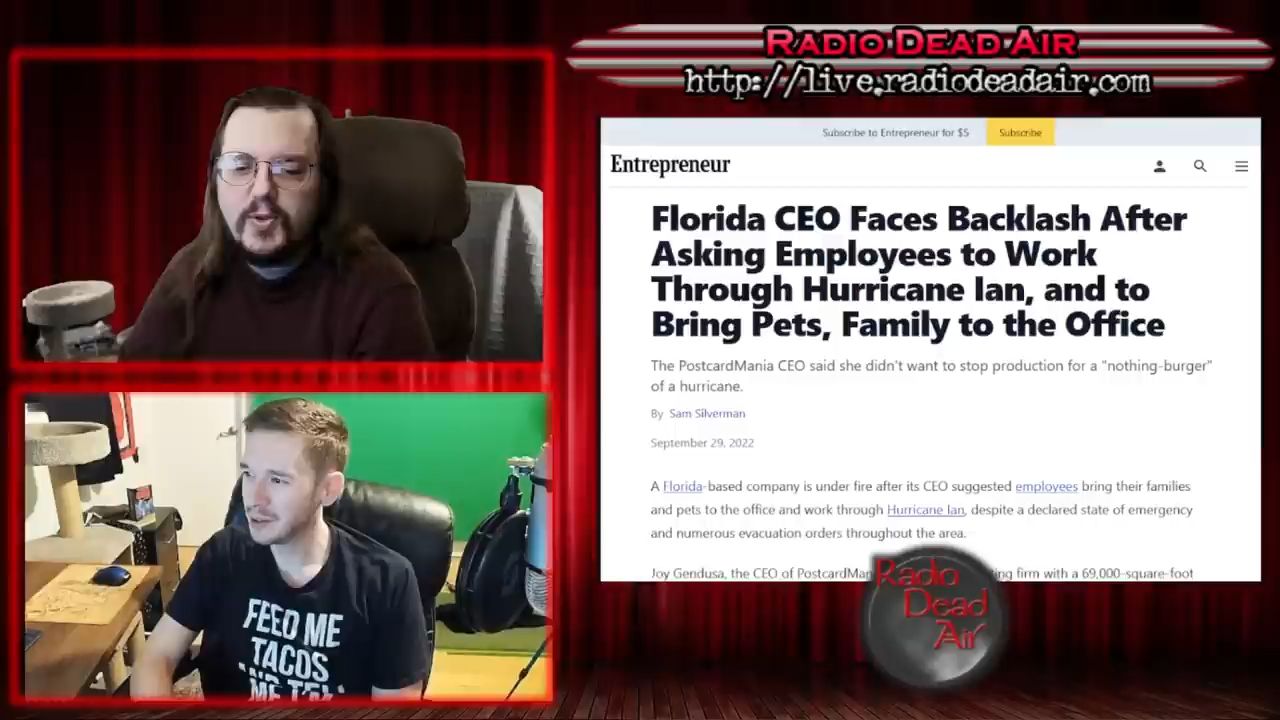 RADIO DEAD AIR
http://live.radiodeadair.com
Subscribe to Entrepreneur for $5 Subscribe
Entrepreneur
Florida CEO Faces Backlash After
Asking Employees to Work
Through Hurricane Ian, and to
Bring Pets, Family to the Office
The PostcardMania CEO said she didn't want to stop production for a "nothing-burger"
of a hurricane.
By Sam Silverman
September 29, 2022
A Florida-based company is under fire after its CEO suggested employees bring their families
and pets to the office and work through Hurricane Ian, despite a declared state of emergency
and numerous evacuation orders throughout the area.
Joy Gendusa, the CEO of firm with a 69,000-square-foot
Radio
Dead
Air
FEED ME
TACOS
AND
ME